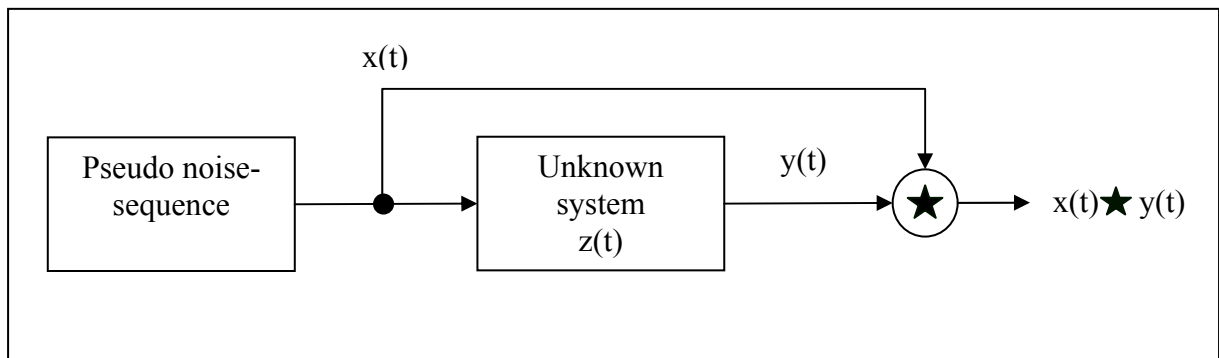 x(t)
Pseudo noise-
sequence
Unknown
system
z(t)
y(t)
x(t) ★ y(t)